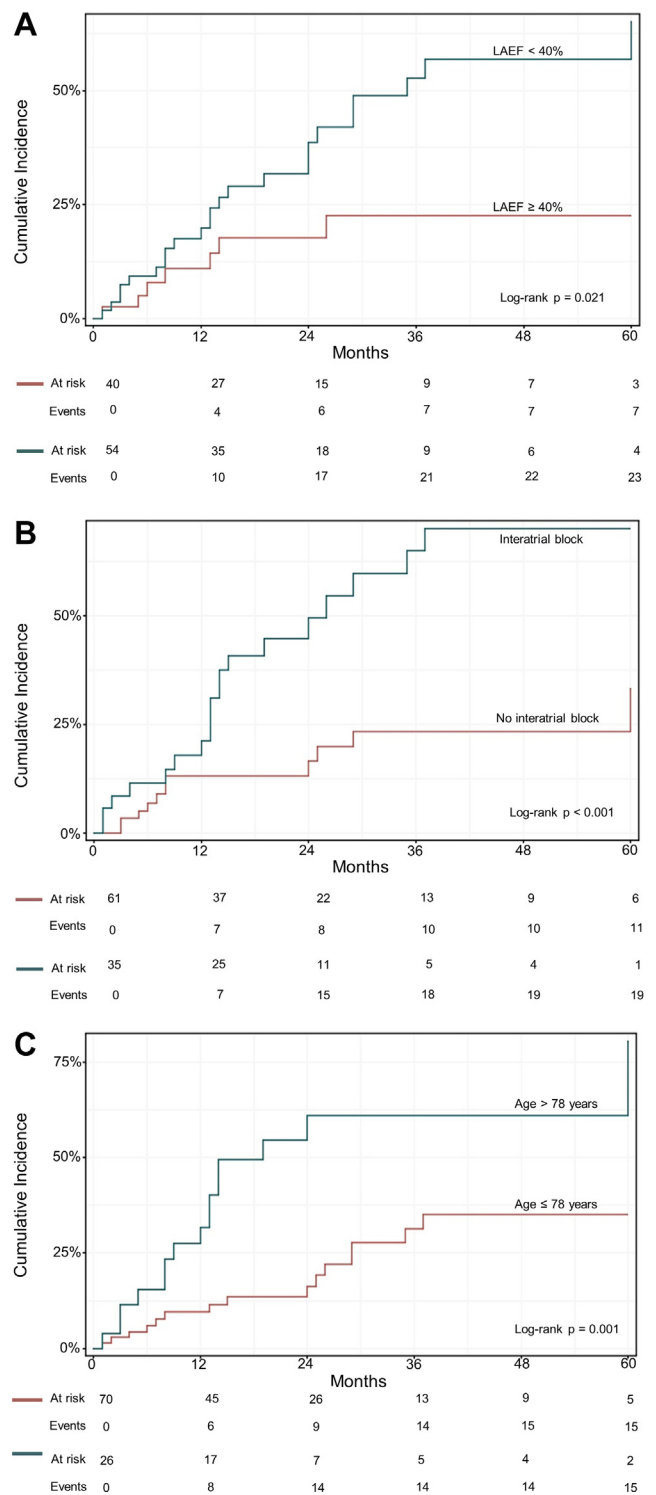 A
Cumulative Incidence
50%
25%
0%
LAEF < 40%
LAEF ≥ 40%
Log-rank p = 0.021
0 12 24 36 48 60
Months
At risk 40 27 15 9 7 3
Events 0 4 6 7 7 7
At risk 54 35 18 9 6 4
Events 0 10 17 21 22 23
B
Cumulative Incidence
50%
25%
0%
Interatrial block
No interatrial block
Log-rank p < 0.001
0 12 24 36 48 60
Months
At risk 61 37 22 13 9 6
Events 0 7 8 10 10 11
At risk 35 25 11 5 4 1
Events 0 7 15 18 19 19
C
Cumulative Incidence
75%
50%
25%
0%
Age > 78 years
Age ≤ 78 years
Log-rank p = 0.001
0 12 24 36 48 60
Months
At risk 70 45 26 13 9 5
Events 0 6 9 14 15 15
At risk 26 17 7 5 4 2
Events 0 8 14 14 14 15